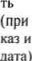 ть
(при
каз и
дата)